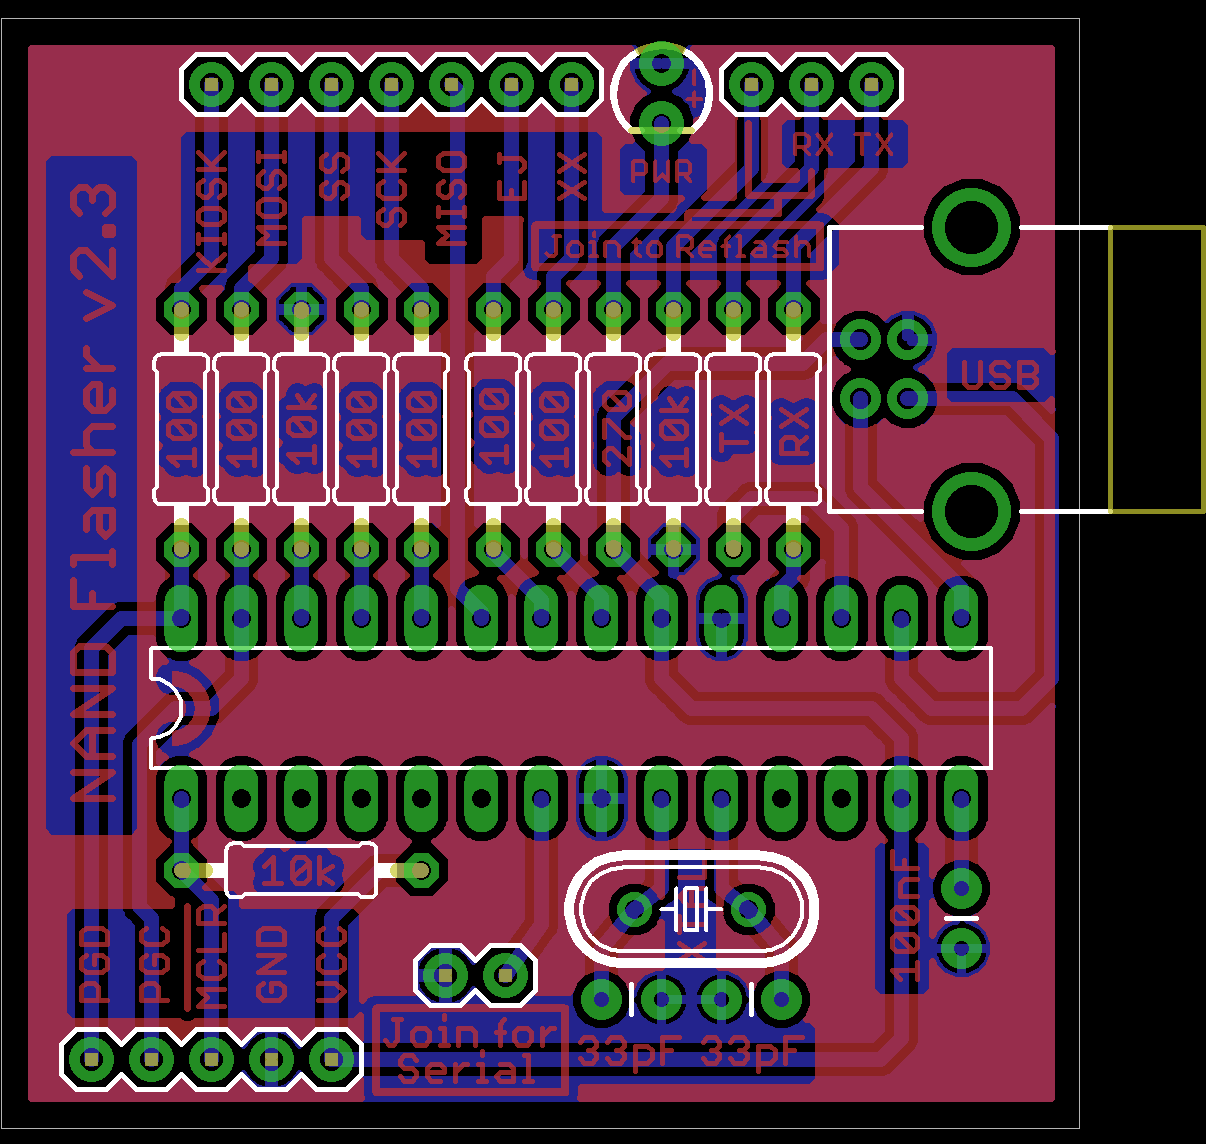 RX TX
PWR
KIOSK
MOSI
SS
SCK
MISO
EJ
XX
Join to Reflash
NAND Flasher v2.3
USB
100
100
10k
100
100
100
100
270
10k
TX
RX
10k
PGD
PGC
MCLR
GND
VCC
XTAL
100nF
Join for
Serial
33pF 33pF